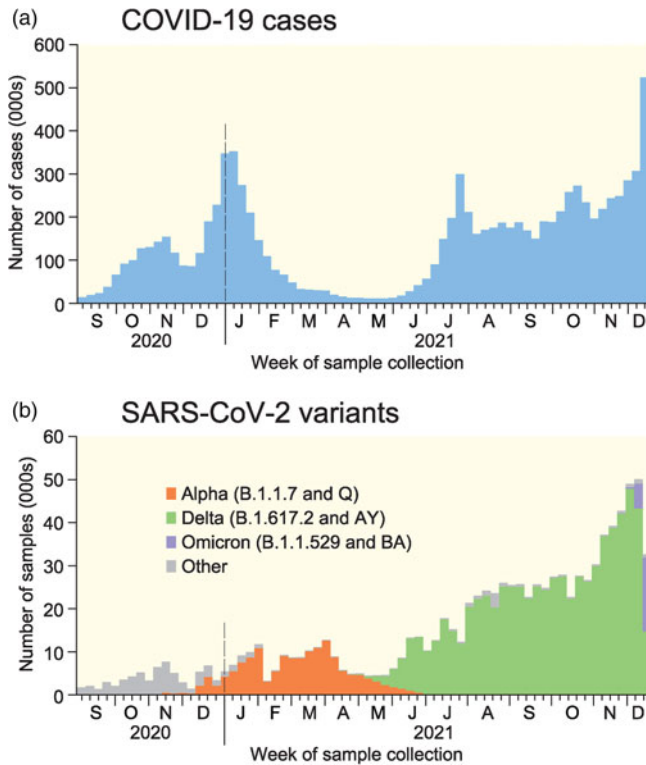 (a) COVID-19 cases
600
500
400
300
200
100
0
Number of cases (000s)
S O N D J F M A M J J A S O N D
2020 2021
Week of sample collection
(b) SARS-CoV-2 variants
60
50
40
30
20
10
0
Number of samples (000s)
Alpha (B.1.1.7 and Q)
Delta (B.1.617.2 and AY)
Omicron (B.1.1.529 and BA)
Other
S O N D J F M A M J J A S O N D
2020 2021
Week of sample collection